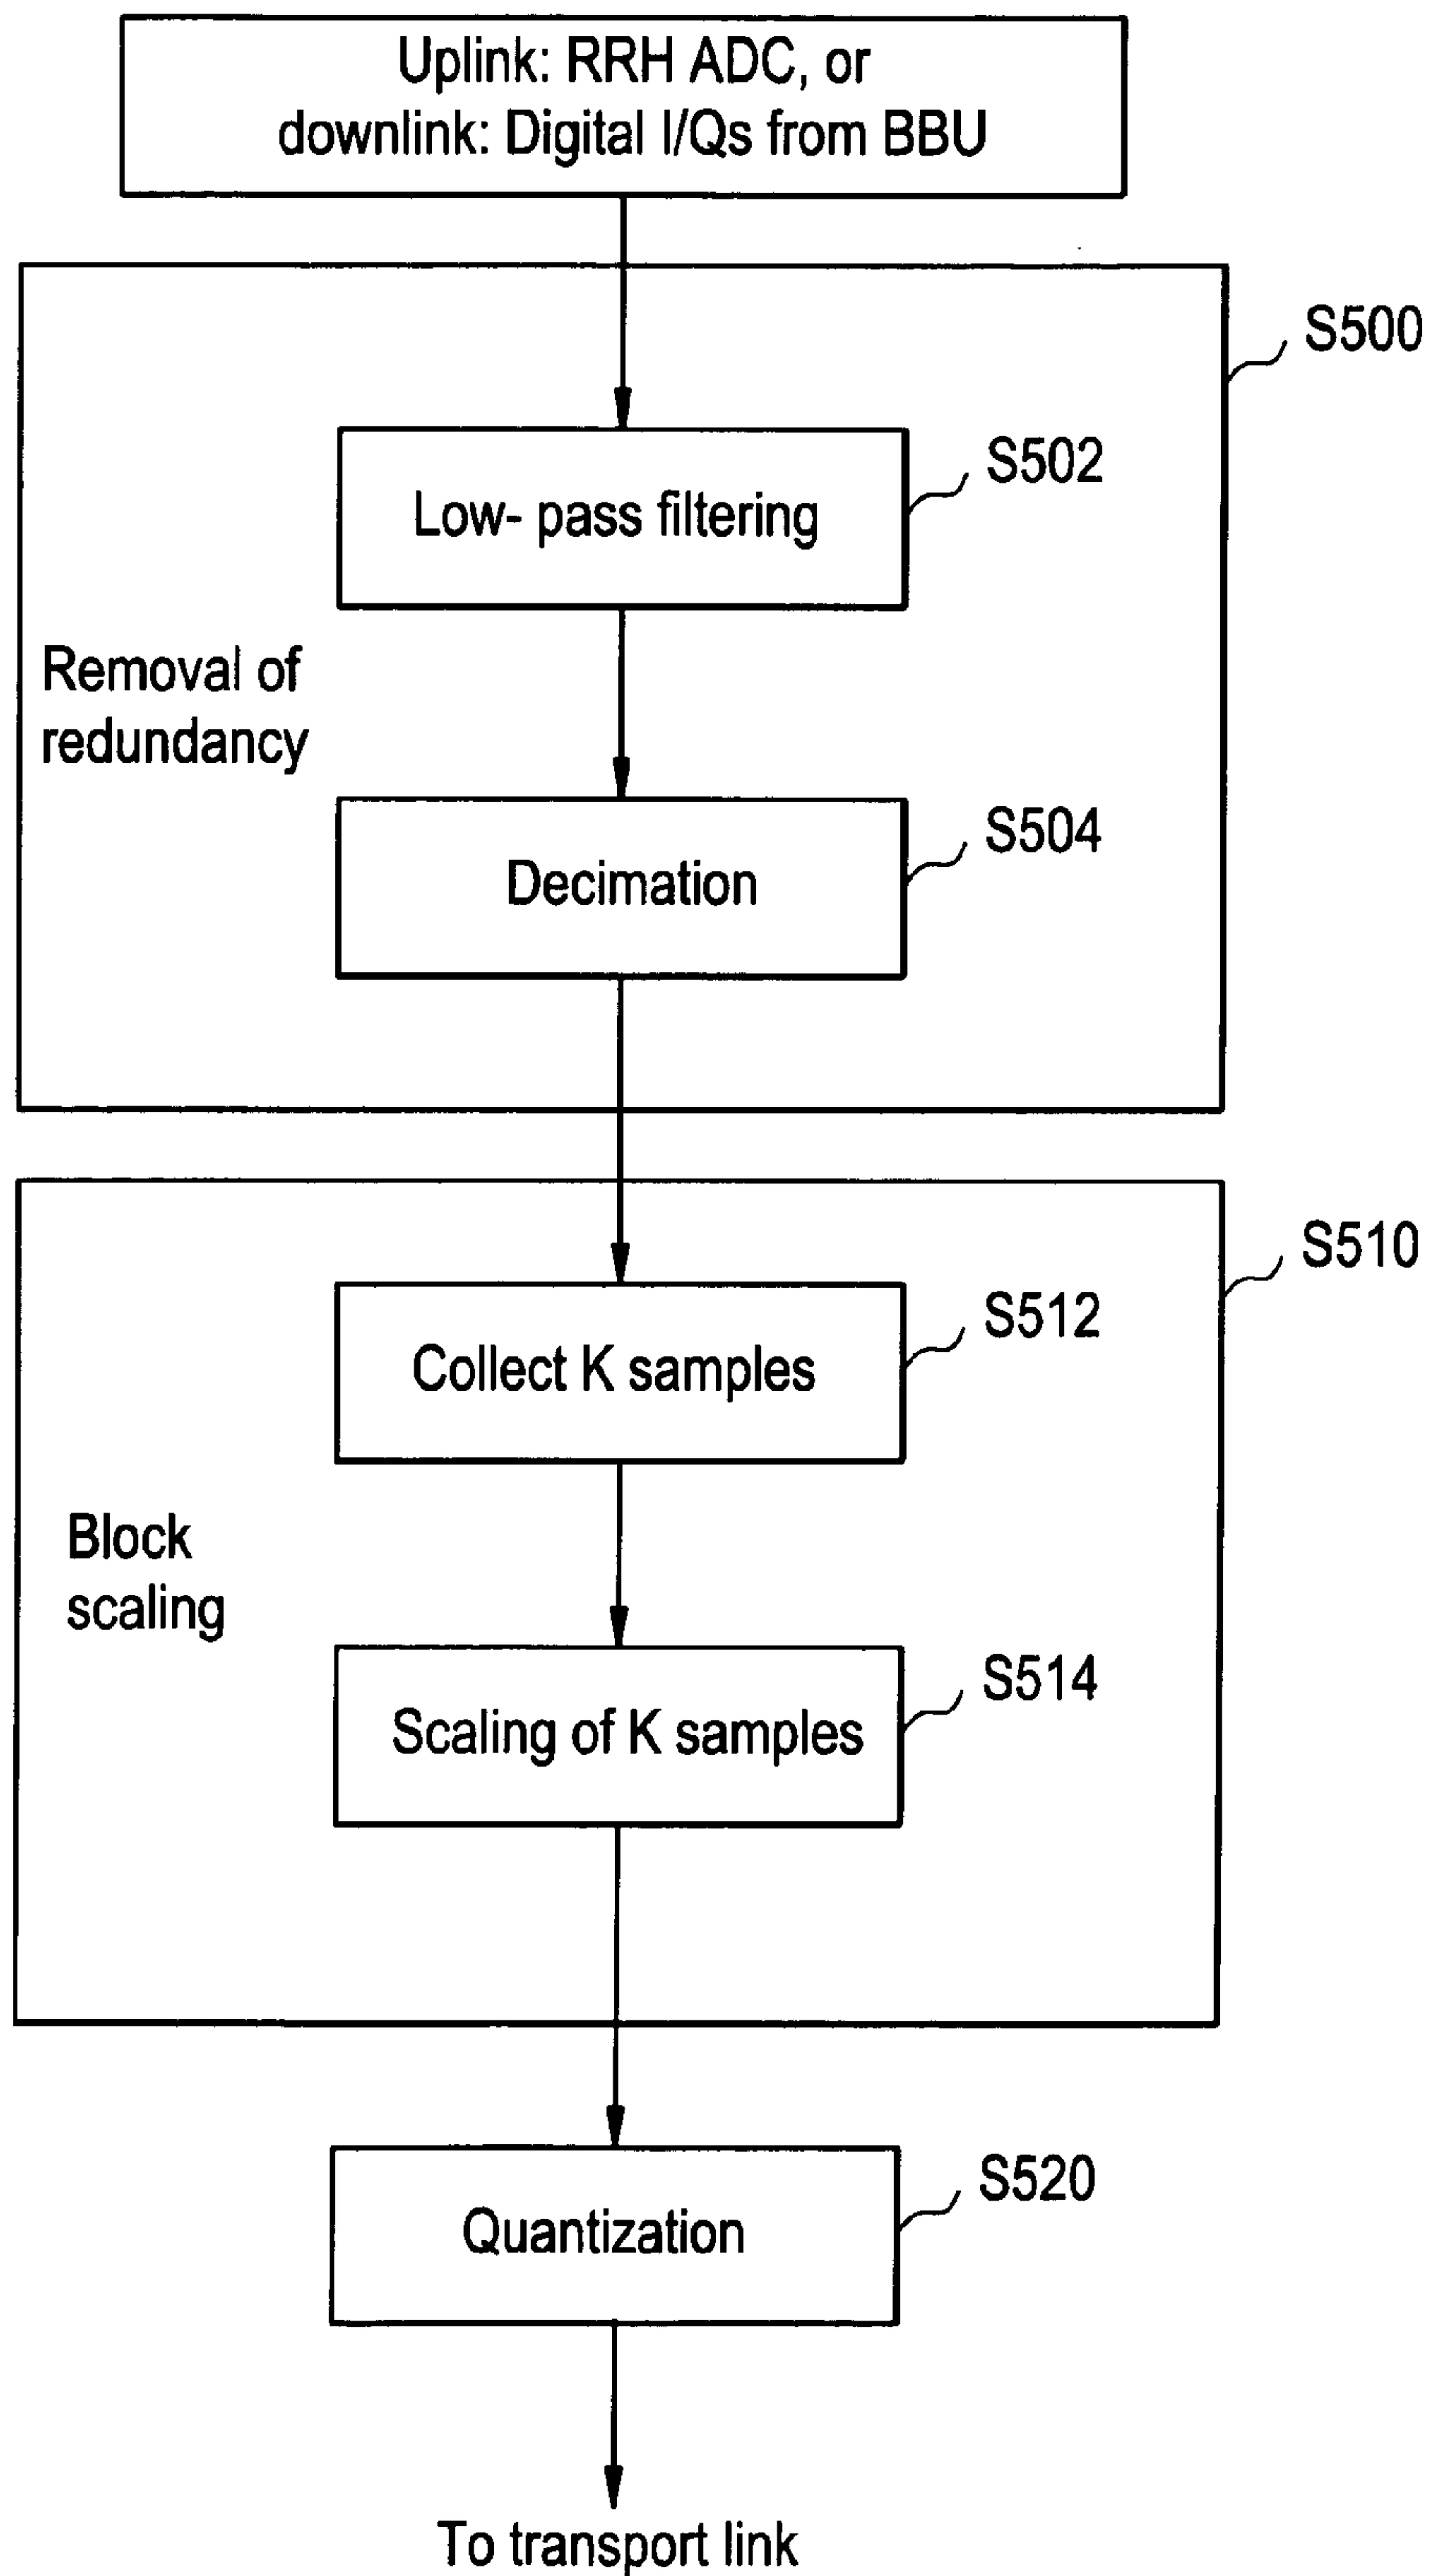 Uplink: RRH ADC, or
downlink: Digital I/Qs from BBU
S500
S502
Low- pass filtering
Removal of
redundancy
S504
Decimation
S510
S512
Collect K samples
Block
scaling
S514
Scaling of K samples
S520
Quantization
To transport link